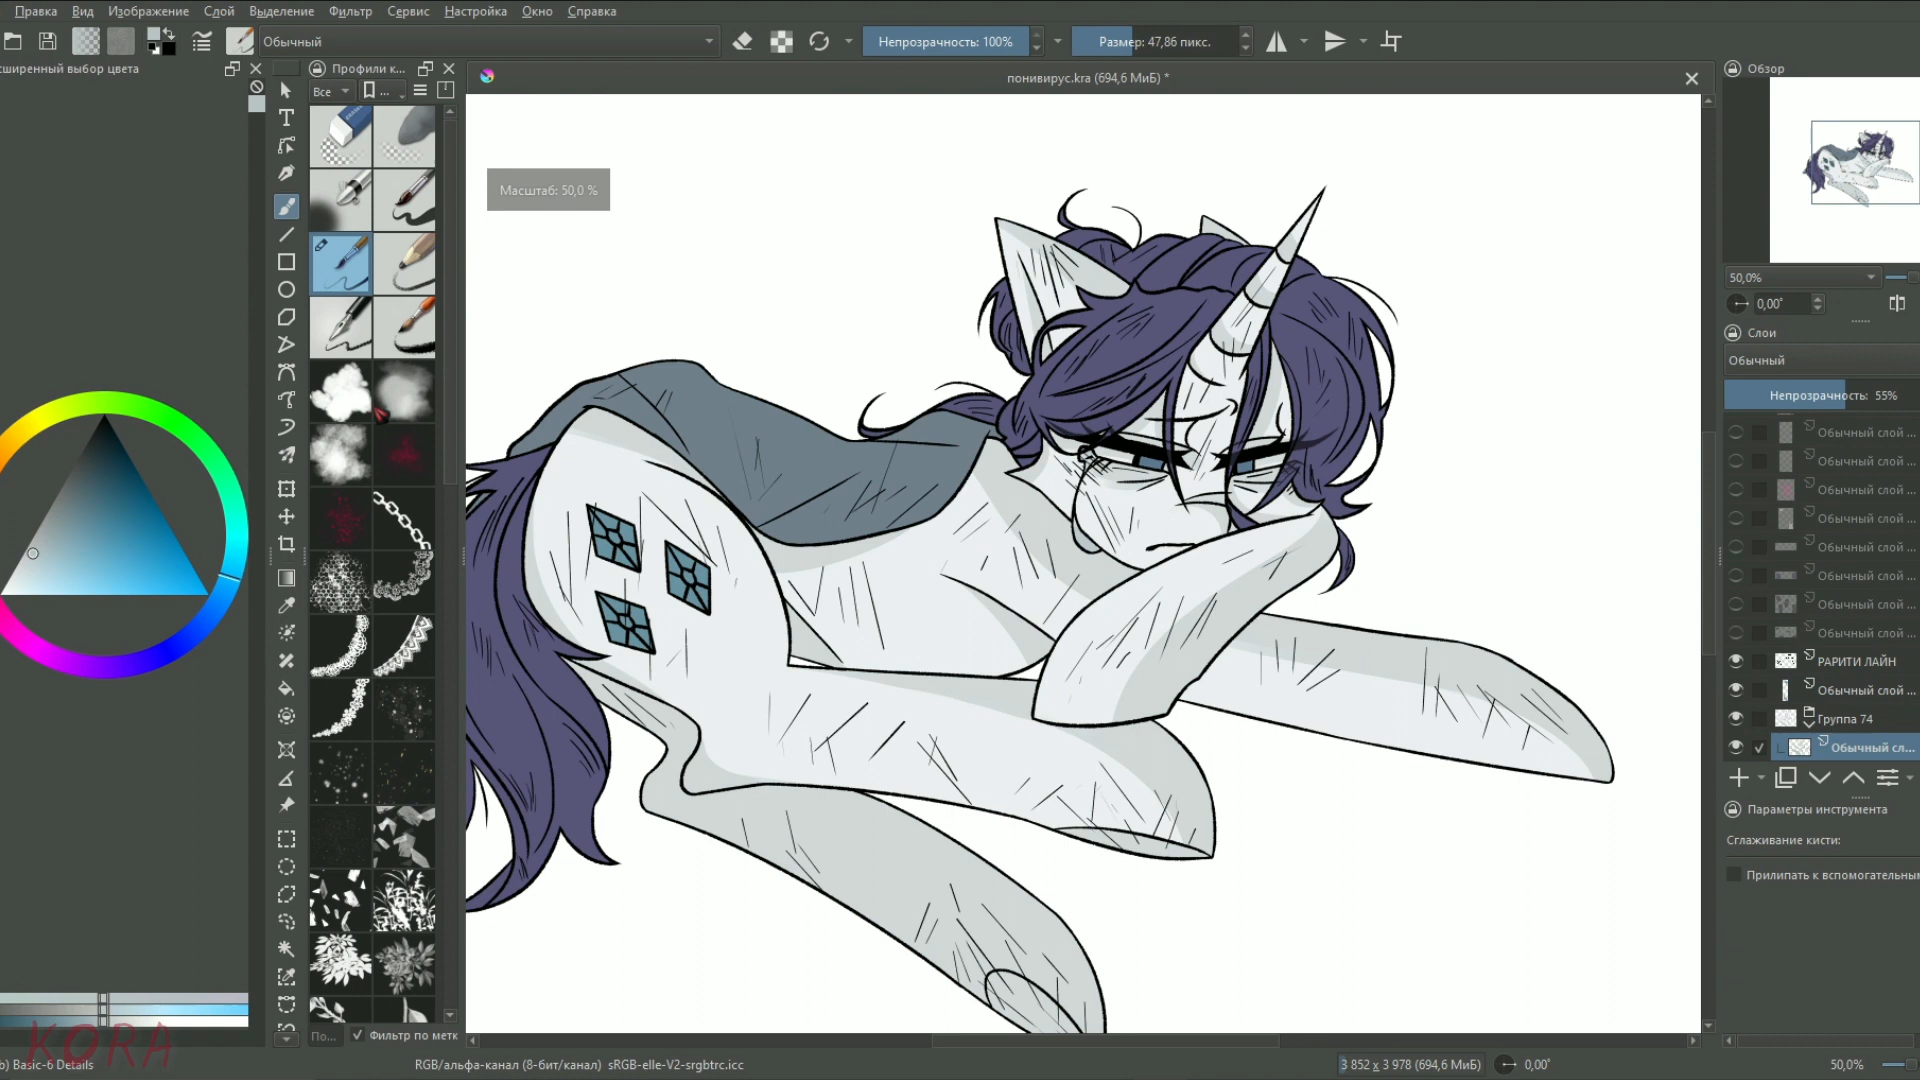 Правка Вид Изображение Слой Выделение Фильтр Сервис Настройка Окно Справка
Обычный
Непрозрачность: 100%
Размер: 47,86 пикс.
сширенный выбор цвета
Профили к...
Все
...
понивирус.kra (694,6 МиБ) *
Масштаб: 50,0 %
Обзор
50,0%
0,00°
Слои
Обычный
Непрозрачность: 55%
Обычный слой ...
Обычный слой ...
Обычный слой ...
Обычный слой ...
Обычный слой ...
Обычный слой ...
Обычный слой ...
Обычный слой ...
РАРИТИ ЛАЙН
Обычный слой ...
Группа 74
Обычный сл...
Параметры инструмента
Сглаживание кисти:
Прилипать к вспомогательным
По...
Фильтр по метк
KORA
b) Basic-6 Details
RGB/альфа-канал (8-бит/канал) sRGB-elle-V2-srgbtrc.icc
3 852 x 3 978 (694,6 МиБ)
0,00°
50,0%